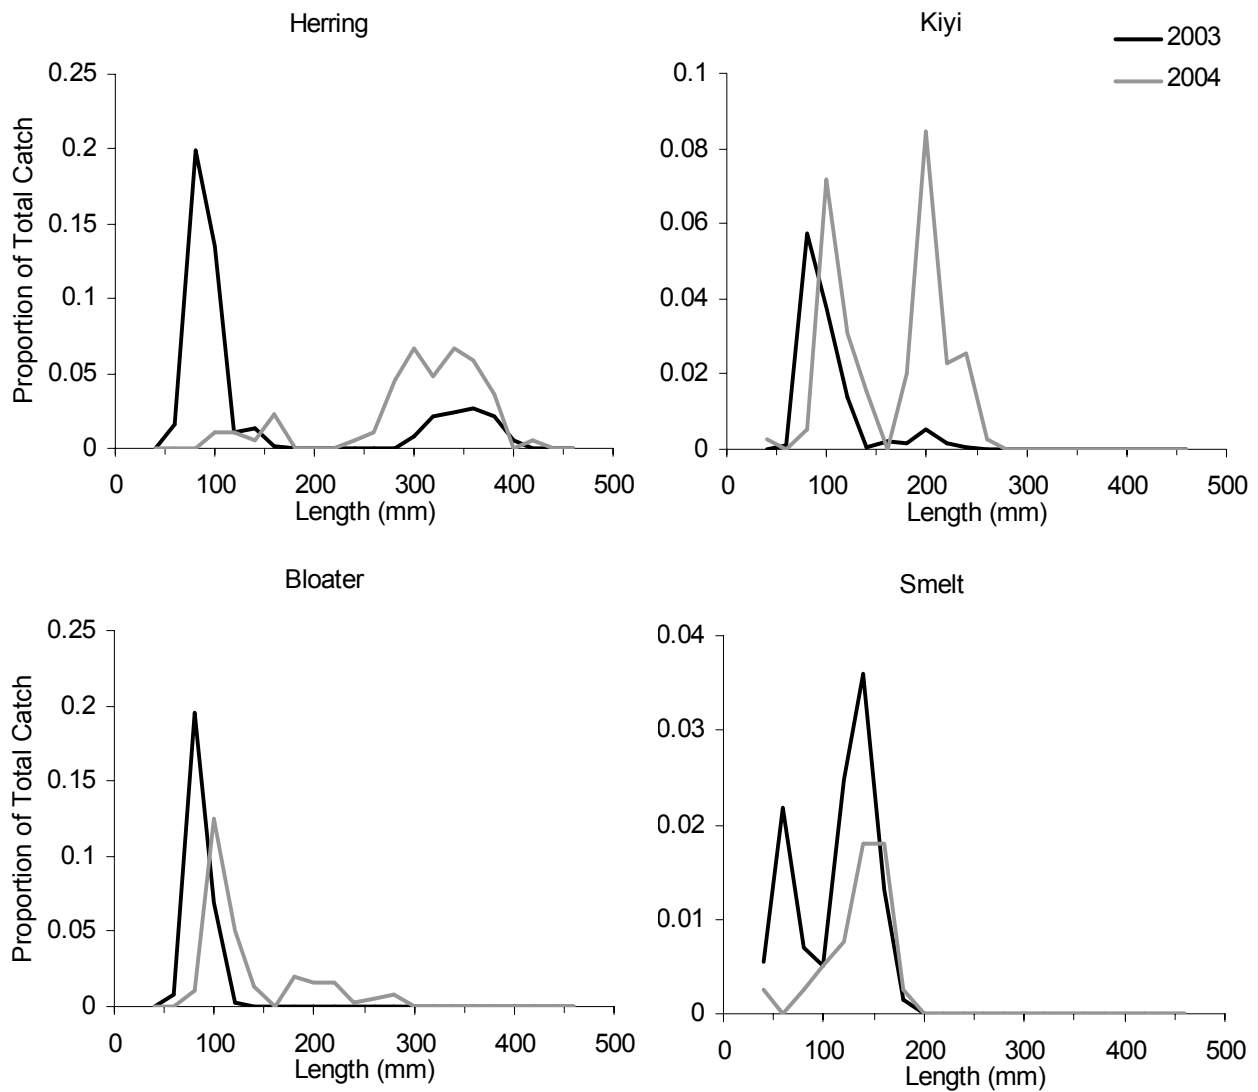 Herring
Proportion of Total Catch
0.25
0.2
0.15
0.1
0.05
0
0 100 200 300 400 500
Length (mm)
Kiyi
2003
2004
0.1
0.08
0.06
0.04
0.02
0
0 100 200 300 400 500
Length (mm)
Bloater
Proportion of Total Catch
0.25
0.2
0.15
0.1
0.05
0
0 100 200 300 400 500
Length (mm)
Smelt
0.04
0.03
0.02
0.01
0
0 100 200 300 400 500
Length (mm)